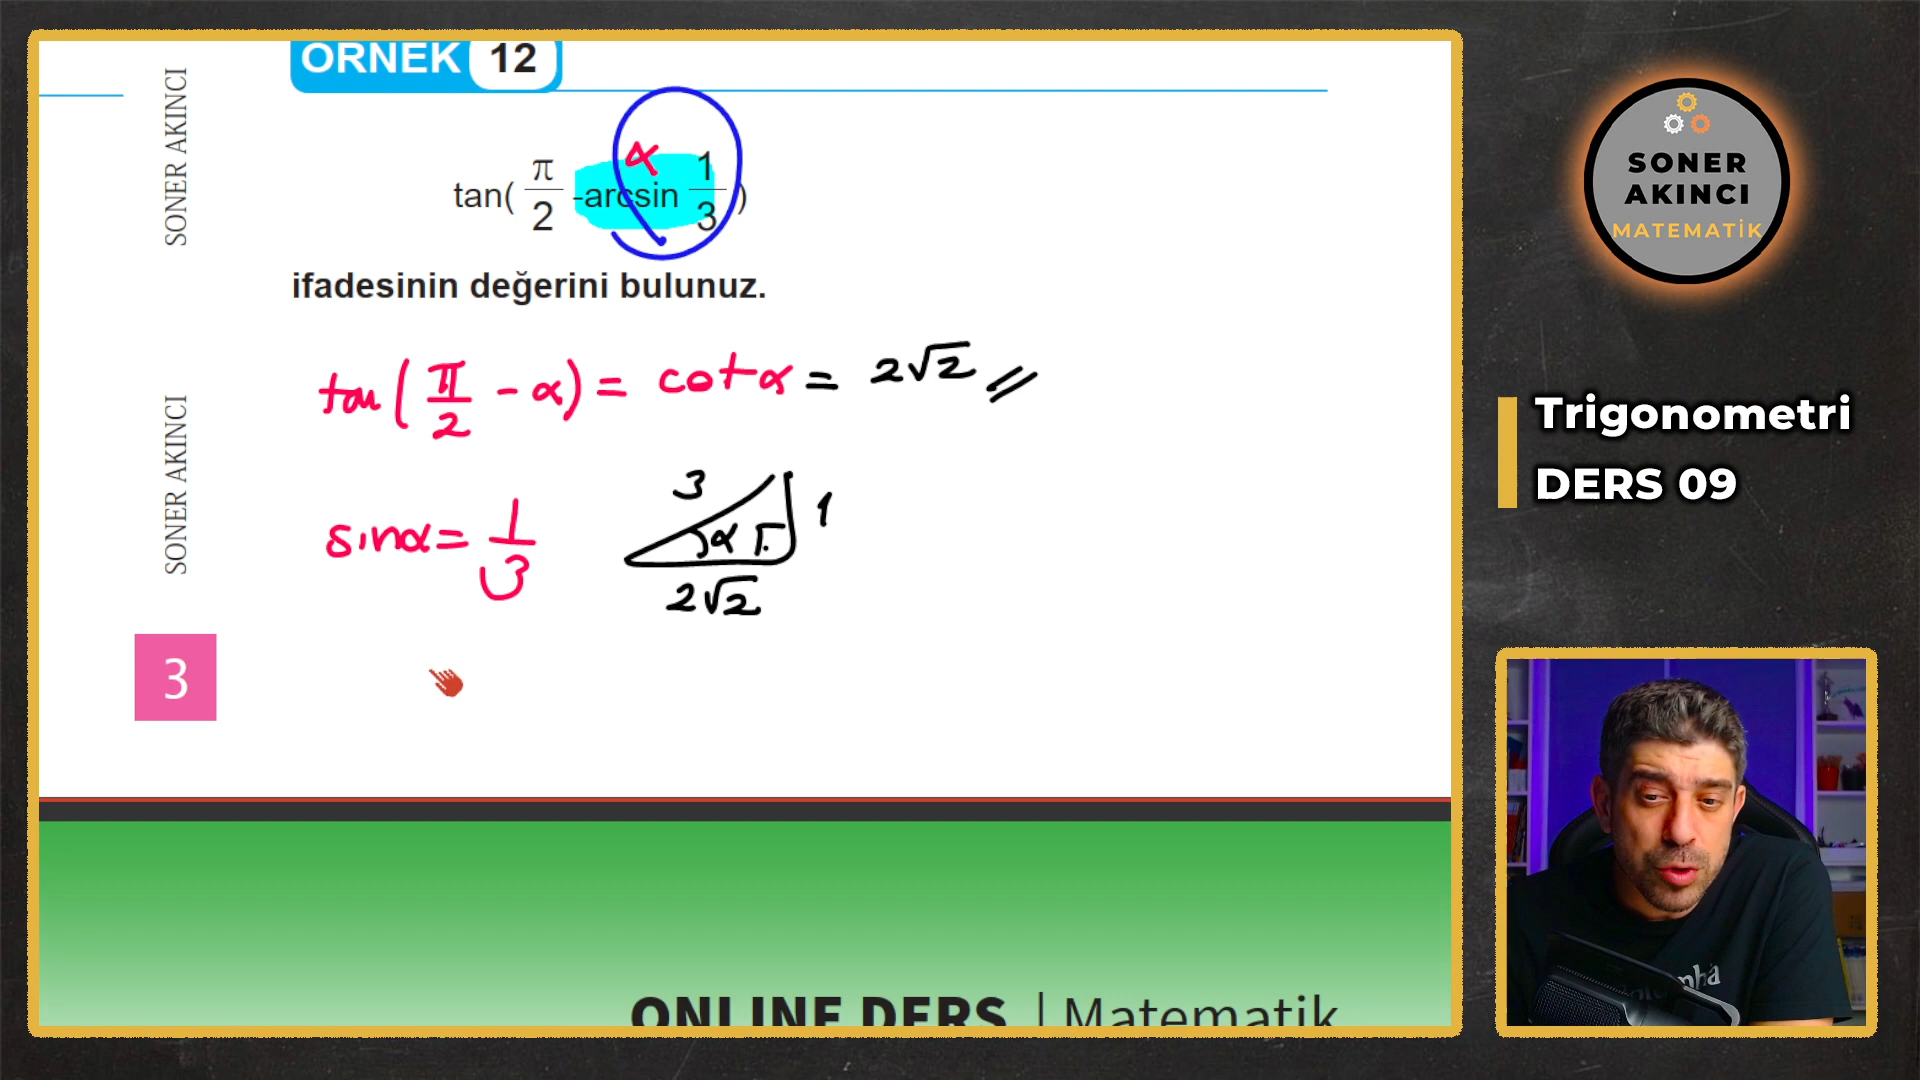 ÖRNEK 12
SONER AKINCI
α
tan( π/2 -arcsin 1/3 )
ifadesinin değerini bulunuz.
tan(π/2 - α) = cotα = 2√2 //
SONER AKINCI
sinα = 1/3
3
α
1
2√2
3
ONLINE DERS | Matematik
SONER
AKINCI
MATEMATİK
Trigonometri
DERS 09